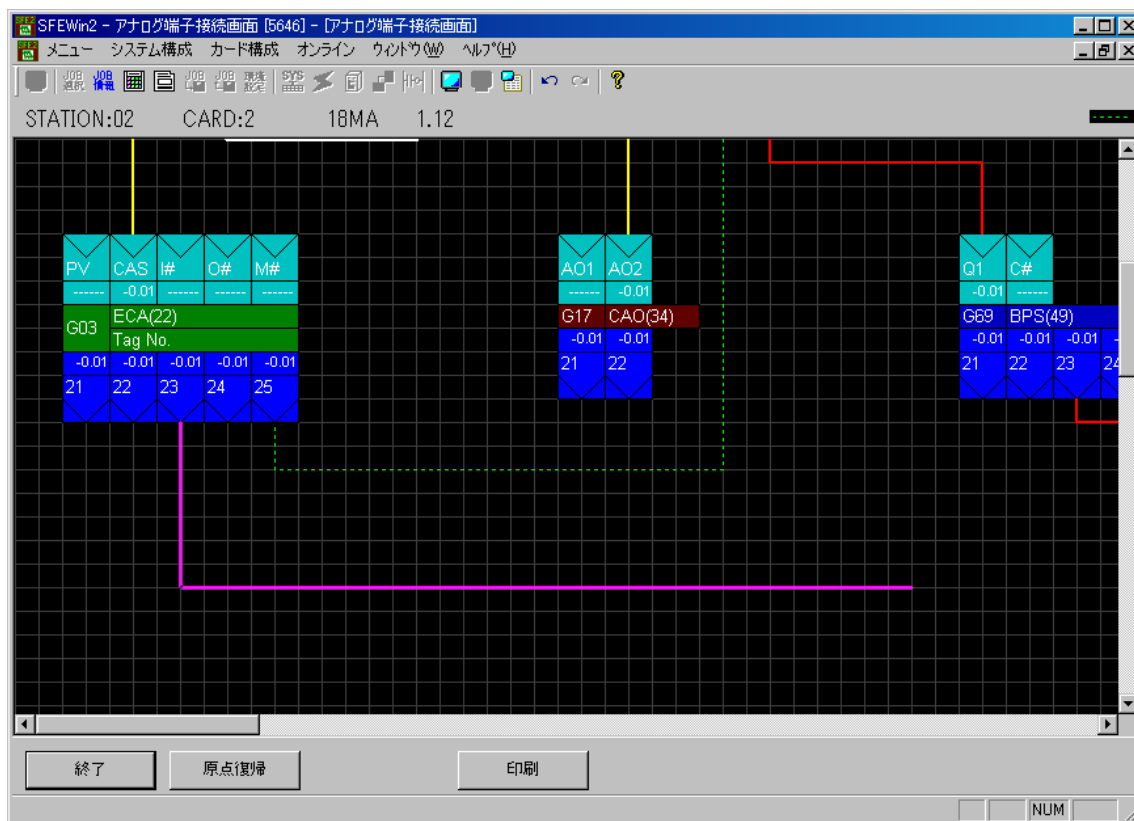 SFEWin2 - アナログ端子接続画面 [5646] - [アナログ端子接続画面]
メニュー システム構成 カード構成 オンライン ウィンドウ(W) ヘルプ(H)
STATION:02 CARD:2 18MA 1.12
PV CAS I# O# M# AO1 AO2 Q1 C#
------ -0.01 ------ ------ ------ ------ -0.01 -0.01 ------
G03 ECA(22) G17 CAO(34) G69 BPS(49)
Tag No. -0.01 -0.01 -0.01 -0.01 -0.01
-0.01 -0.01 -0.01 -0.01 -0.01 21 22 21 22 23 24
21 22 23 24 25
終了 原点復帰 印刷
NUM